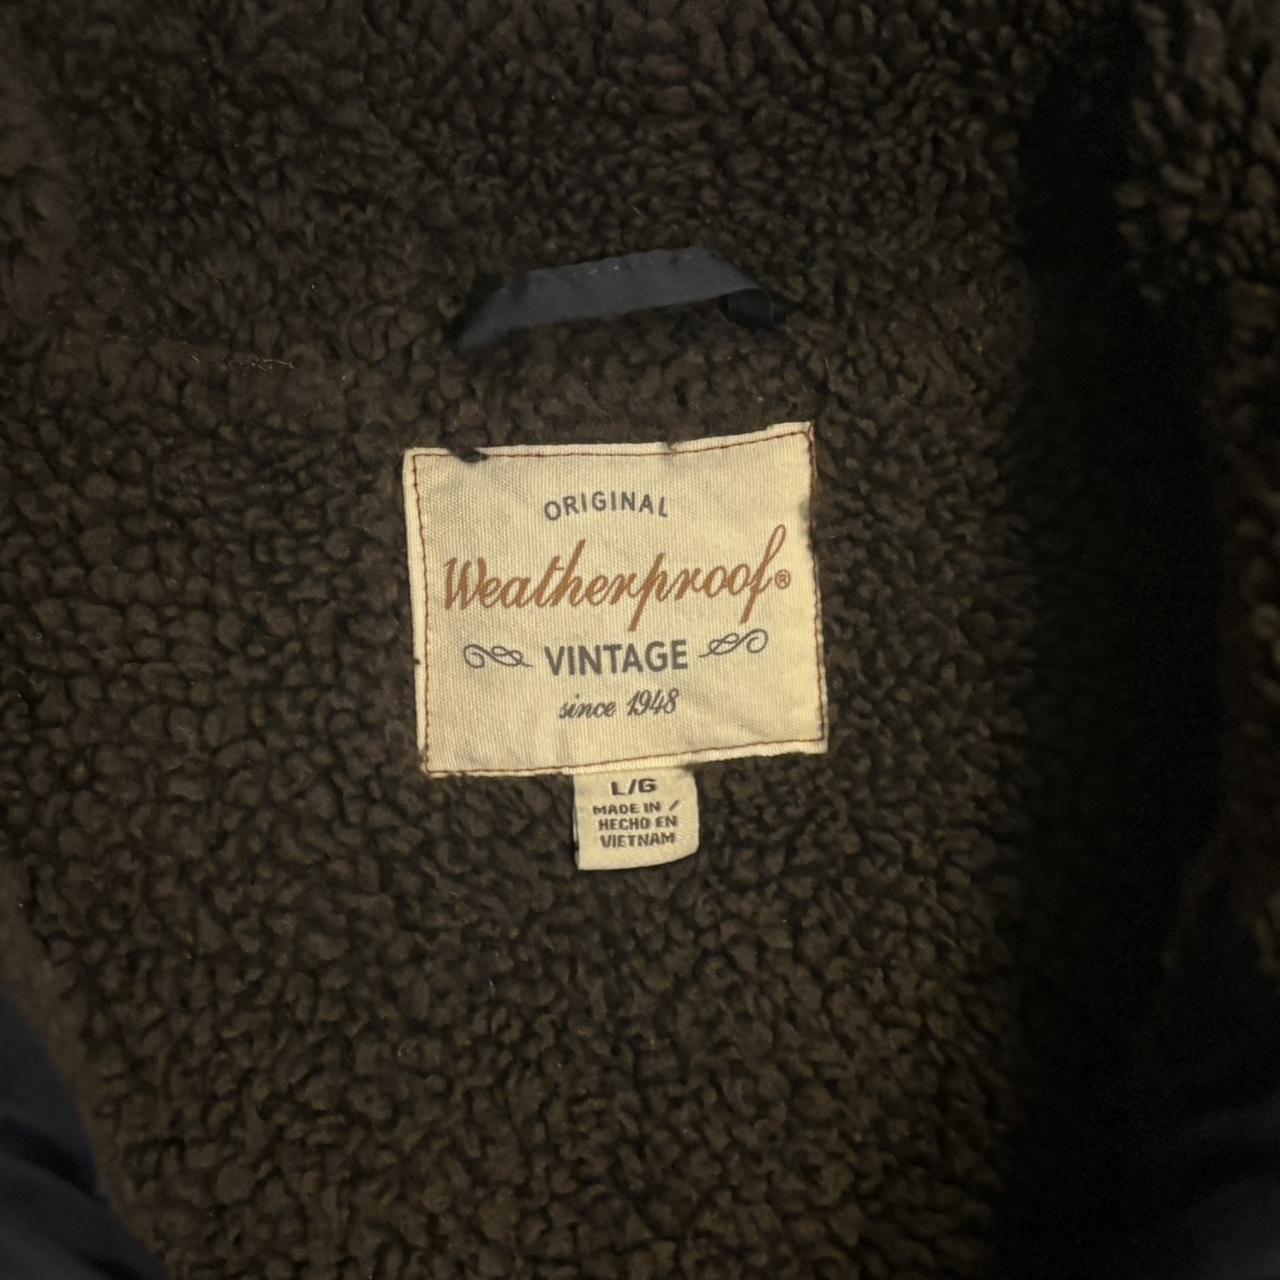 ORIGINAL
Weatherproof®
VINTAGE
since 1948
L/G
MADE IN /
HECHO EN
VIETNAM